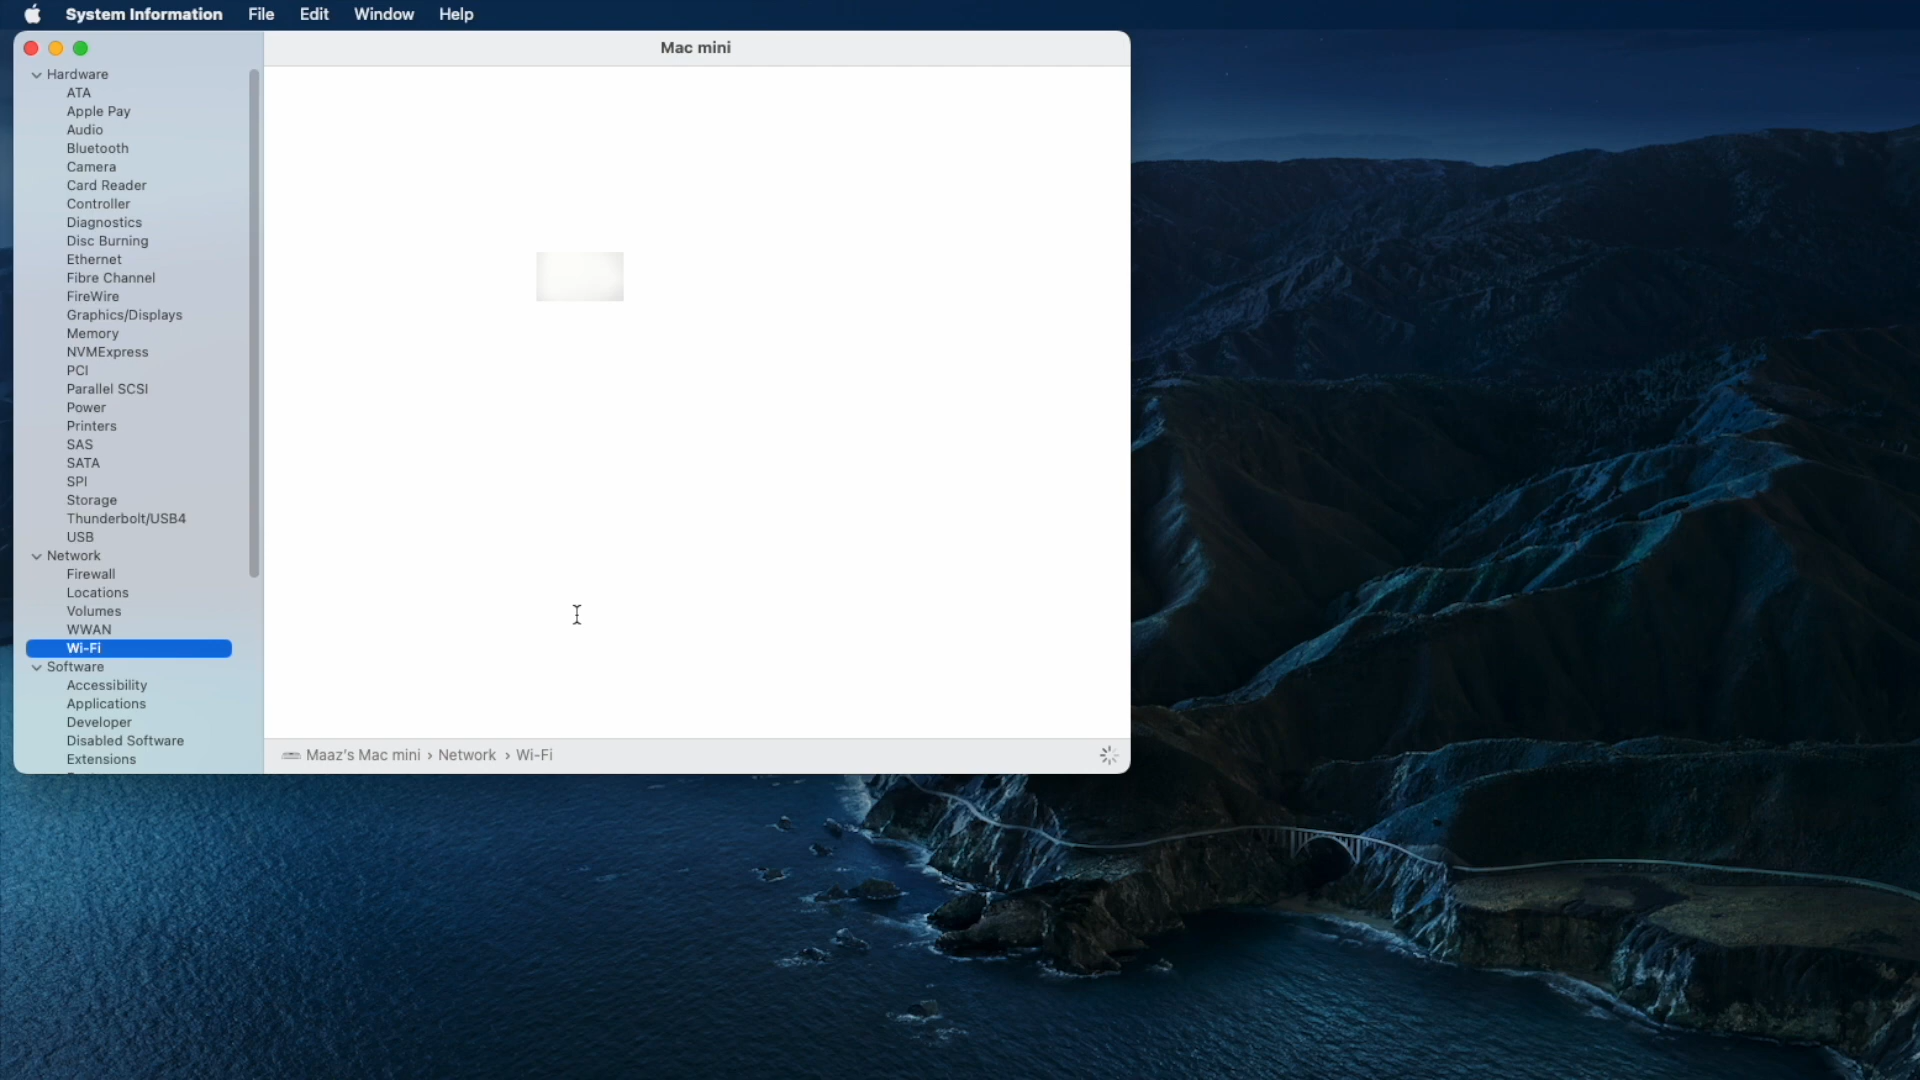 System Information File Edit Window Help
Mac mini
Hardware
ATA
Apple Pay
Audio
Bluetooth
Camera
Card Reader
Controller
Diagnostics
Disc Burning
Ethernet
Fibre Channel
FireWire
Graphics/Displays
Memory
NVMExpress
PCI
Parallel SCSI
Power
Printers
SAS
SATA
SPI
Storage
Thunderbolt/USB4
USB
Network
Firewall
Locations
Volumes
WWAN
Wi-Fi
Software
Accessibility
Applications
Developer
Disabled Software
Extensions
Maaz's Mac mini › Network › Wi-Fi